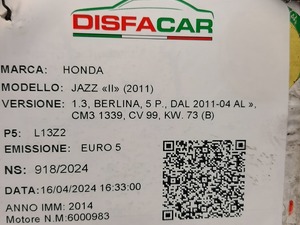 DISFACAR
MARCA: HONDA
MODELLO: JAZZ «II» (2011)
VERSIONE: 1.3, BERLINA, 5 P., DAL 2011-04 AL »,
CM3 1339, CV 99, KW. 73 (B)
P5: L13Z2
EMISSIONE: EURO 5
NS: 918/2024
DATA:16/04/2024 16:33:00
ANNO IMM: 2014
Motore N.M:6000983